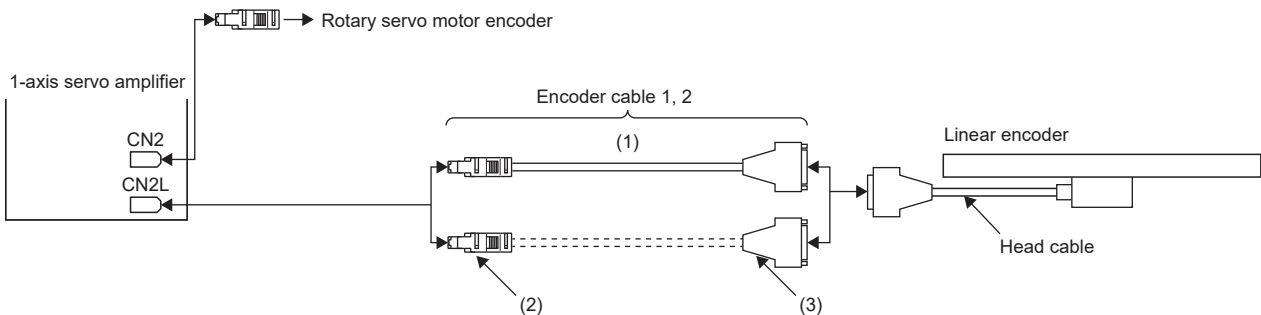 Rotary servo motor encoder
1-axis servo amplifier
Encoder cable 1, 2
(1)
CN2
Linear encoder
CN2L
Head cable
(2)
(3)